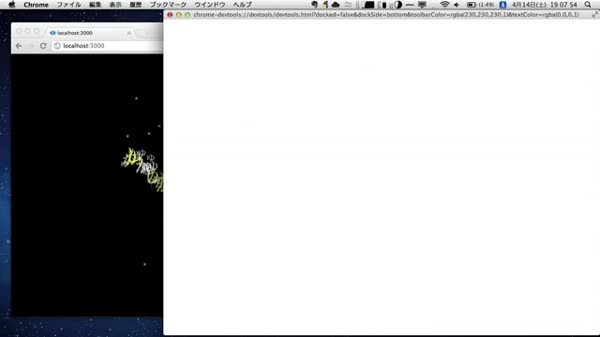 Chrome ファイル 編集 表示 履歴 ブックマーク ウインドウ ヘルプ (1:49) 4月14日(土) 19:07:54
chrome-devtools://devtools/devtools.html?docked=false&dockSide=bottom&toolbarColor=rgba(230,230,230,1)&textColor=rgba(0,0,0,1)
localhost:3000
localhost:3000